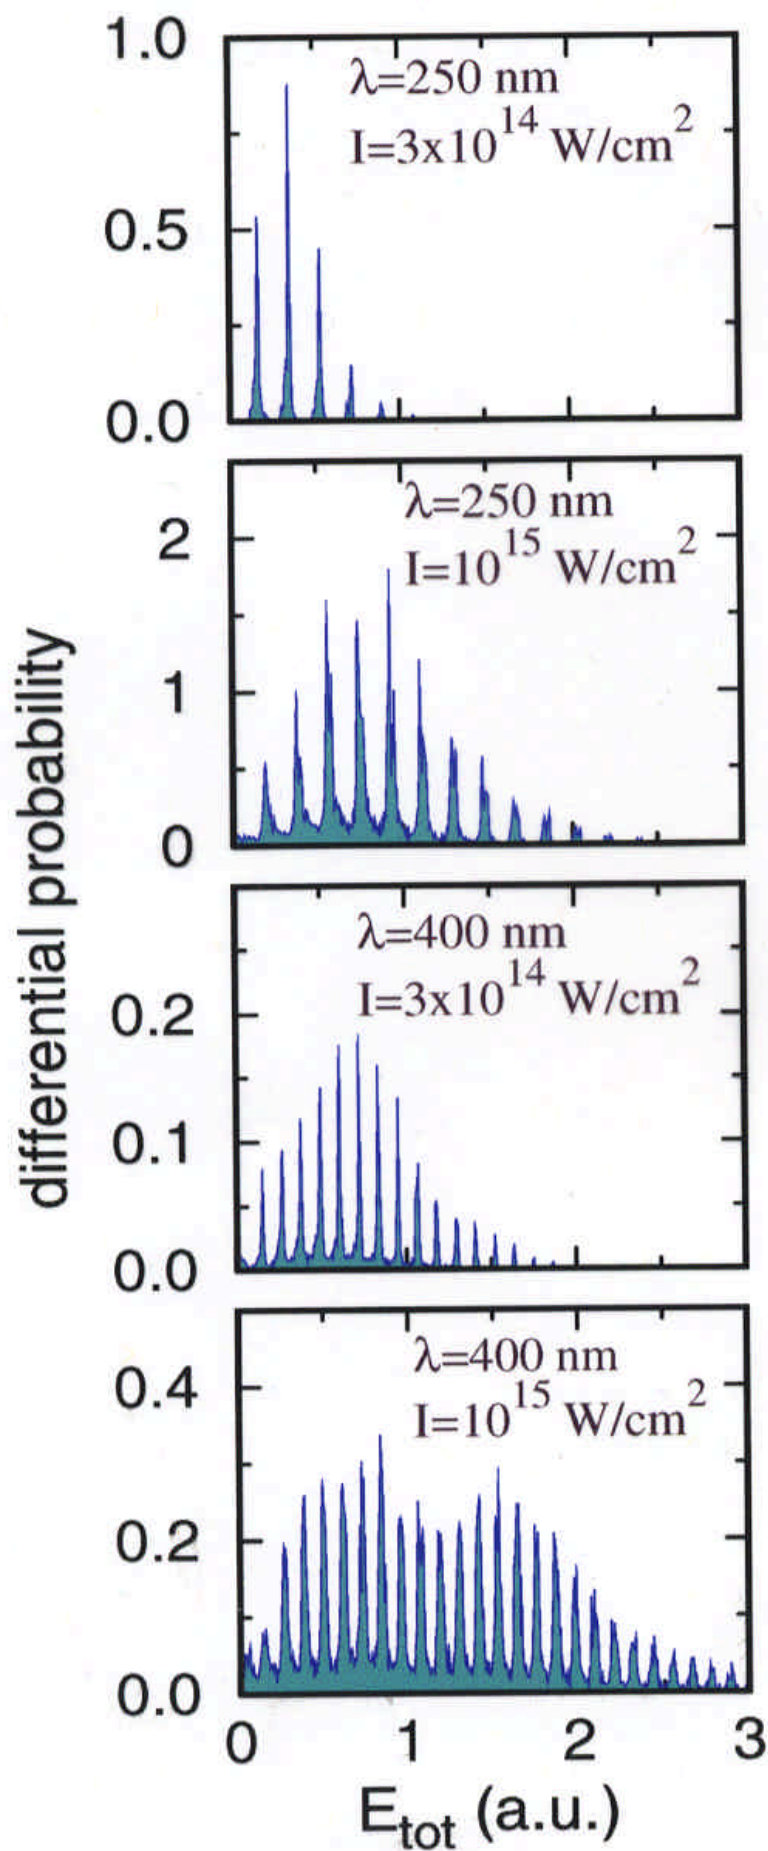 differential probability
1.0
0.5
0.0
λ=250 nm
I=3x10^14 W/cm^2
2
1
0
λ=250 nm
I=10^15 W/cm^2
0.2
0.1
0.0
λ=400 nm
I=3x10^14 W/cm^2
0.4
0.2
0.0
λ=400 nm
I=10^15 W/cm^2
0 1 2 3
E_tot (a.u.)